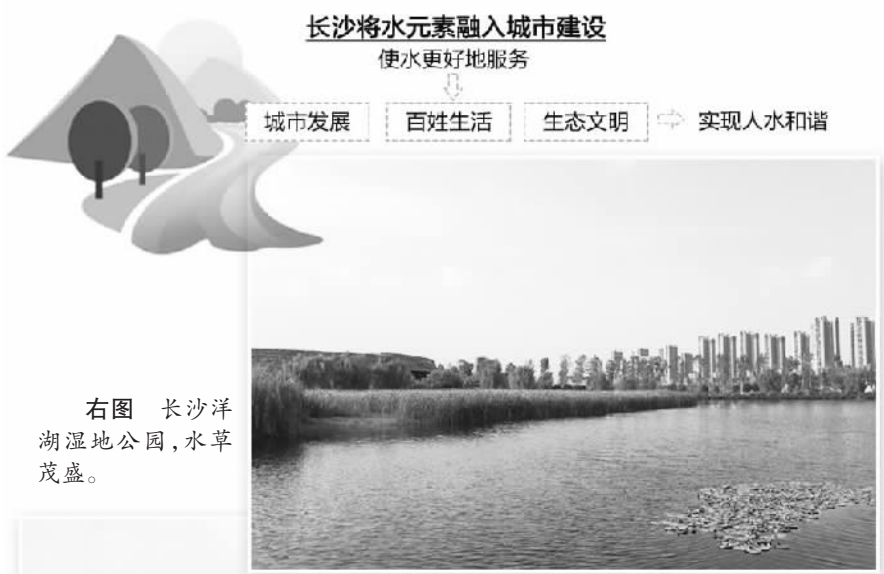 长沙将水元素融入城市建设
使水更好地服务
城市发展 百姓生活 生态文明 实现人水和谐
右图 长沙洋
湖湿地公园,水草
茂盛。